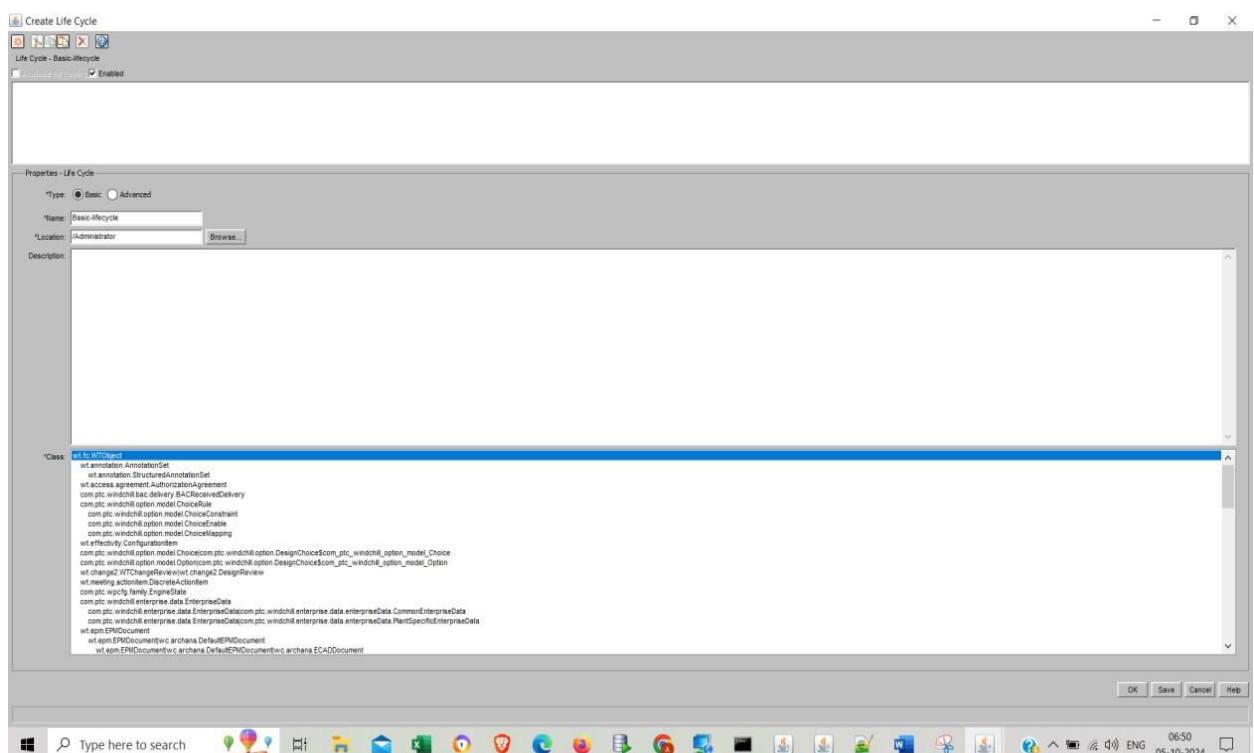 Create Life Cycle
Life Cycle - Basic-lifecycle
Enabled
Properties - Life Cycle
*Type: Basic Advanced
*Name: Basic-lifecycle
*Location: /Administrator Browse...
Description:
*Class: wt.fc.WTObject
wt.annotation.AnnotationSet
wt.annotation.StructuredAnnotationSet
wt.access.agreement.AuthorizationAgreement
com.ptc.windchill.bac.delivery.BACReceivedDelivery
com.ptc.windchill.option.model.ChoiceRule
com.ptc.windchill.option.model.ChoiceConstraint
com.ptc.windchill.option.model.ChoiceEnable
com.ptc.windchill.option.model.ChoiceMapping
wt.effectivity.ConfigurationItem
com.ptc.windchill.option.model.Choice|com.ptc.windchill.option.DesignChoice$com_ptc_windchill_option_model_Choice
com.ptc.windchill.option.model.Option|com.ptc.windchill.option.DesignChoice$com_ptc_windchill_option_model_Option
wt.change2.WTChangeReview|wt.change2.DesignReview
wt.meeting.actionitem.DiscreteActionItem
com.ptc.wpcfg.family.EngineState
com.ptc.windchill.enterprise.data.EnterpriseData
com.ptc.windchill.enterprise.data.EnterpriseData|com.ptc.windchill.enterprise.data.enterpriseData.CommonEnterpriseData
com.ptc.windchill.enterprise.data.EnterpriseData|com.ptc.windchill.enterprise.data.enterpriseData.PlantSpecificEnterpriseData
wt.epm.EPMDocument
wt.epm.EPMDocument|wc.archana.DefaultEPMDocument
wt.epm.EPMDocument|wc.archana.DefaultEPMDocument|wc.archana.ECADDocument
OK Save Cancel Help
Type here to search
ENG 06:50
05-10-2024